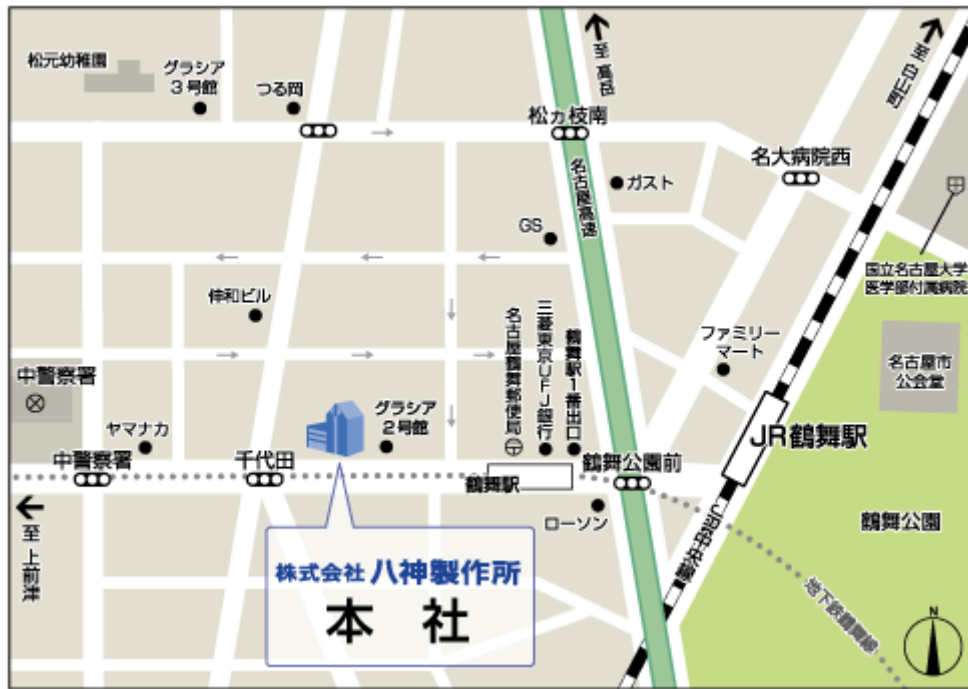 松元幼稚園
グラシア
3号館
つる岡
至 高岳
松ヵ枝南
至 白山町
名大病院西
名古屋高速
ガスト
GS
国立名古屋大学
医学部付属病院
伸和ビル
名古屋鶴舞郵便局
三菱東京UFJ銀行
鶴舞駅1番出口
ファミリー
マート
名古屋市
公会堂
中警察署
ヤマナカ
グラシア
2号館
JR鶴舞駅
中警察署
千代田
鶴舞駅
鶴舞公園前
ローソン
JR中央線
鶴舞公園
至 上前津
株式会社 八神製作所
本 社
地下鉄鶴舞線
N